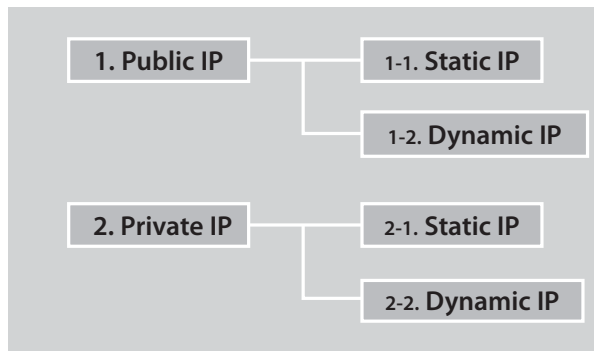 1. Public IP
1-1. Static IP
1-2. Dynamic IP
2. Private IP
2-1. Static IP
2-2. Dynamic IP